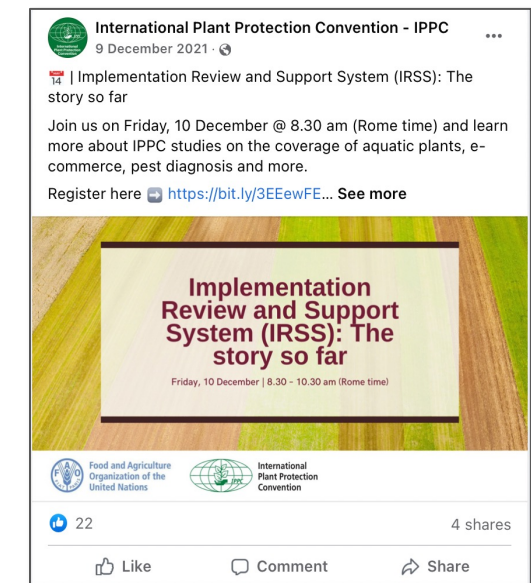 International Plant Protection Convention - IPPC
9 December 2021 ·
14 | Implementation Review and Support System (IRSS): The
story so far
Join us on Friday, 10 December @ 8.30 am (Rome time) and learn
more about IPPC studies on the coverage of aquatic plants, e-
commerce, pest diagnosis and more.
Register here ➡️ https://bit.ly/3EEewFE... See more
Implementation
Review and Support
System (IRSS): The
story so far
Friday, 10 December | 8.30 - 10.30 am (Rome time)
Food and Agriculture
Organization of the
United Nations
IPPC
International
Plant Protection
Convention
22
4 shares
Like
Comment
Share